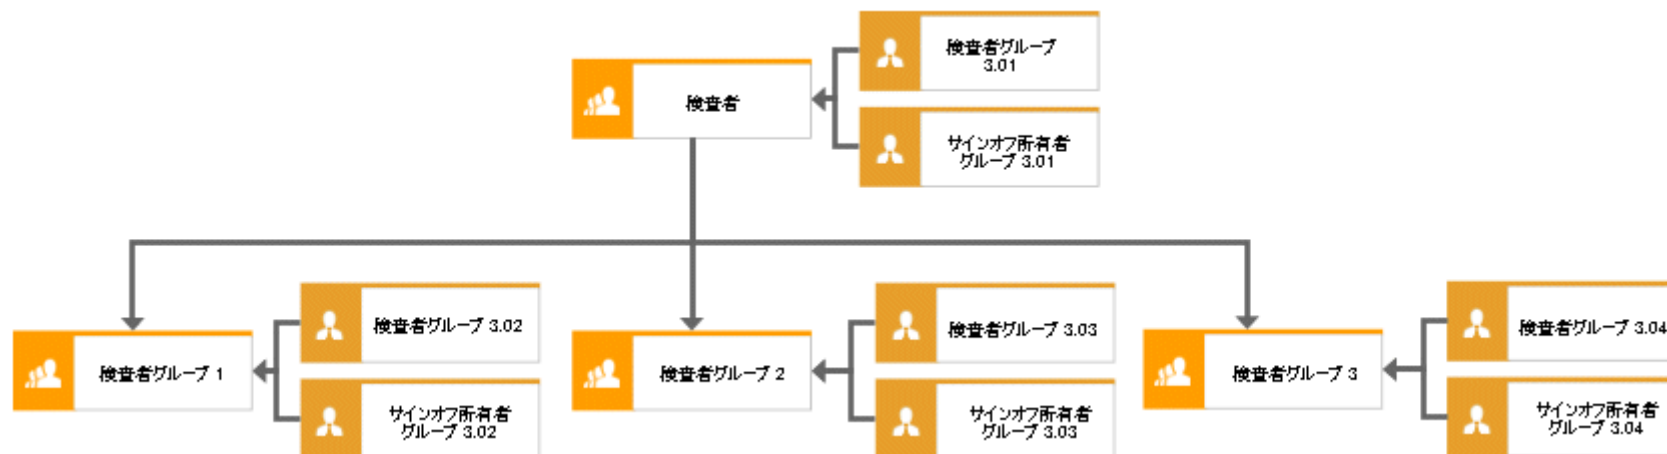 検査者グループ
3.01
検査者
サインオフ所有者
グループ 3.01
検査者グループ 3.02
検査者グループ 3.03
検査者グループ 3.04
検査者グループ 1
検査者グループ 2
検査者グループ 3
サインオフ所有者
グループ 3.02
サインオフ所有者
グループ 3.03
サインオフ所有者
グループ 3.04